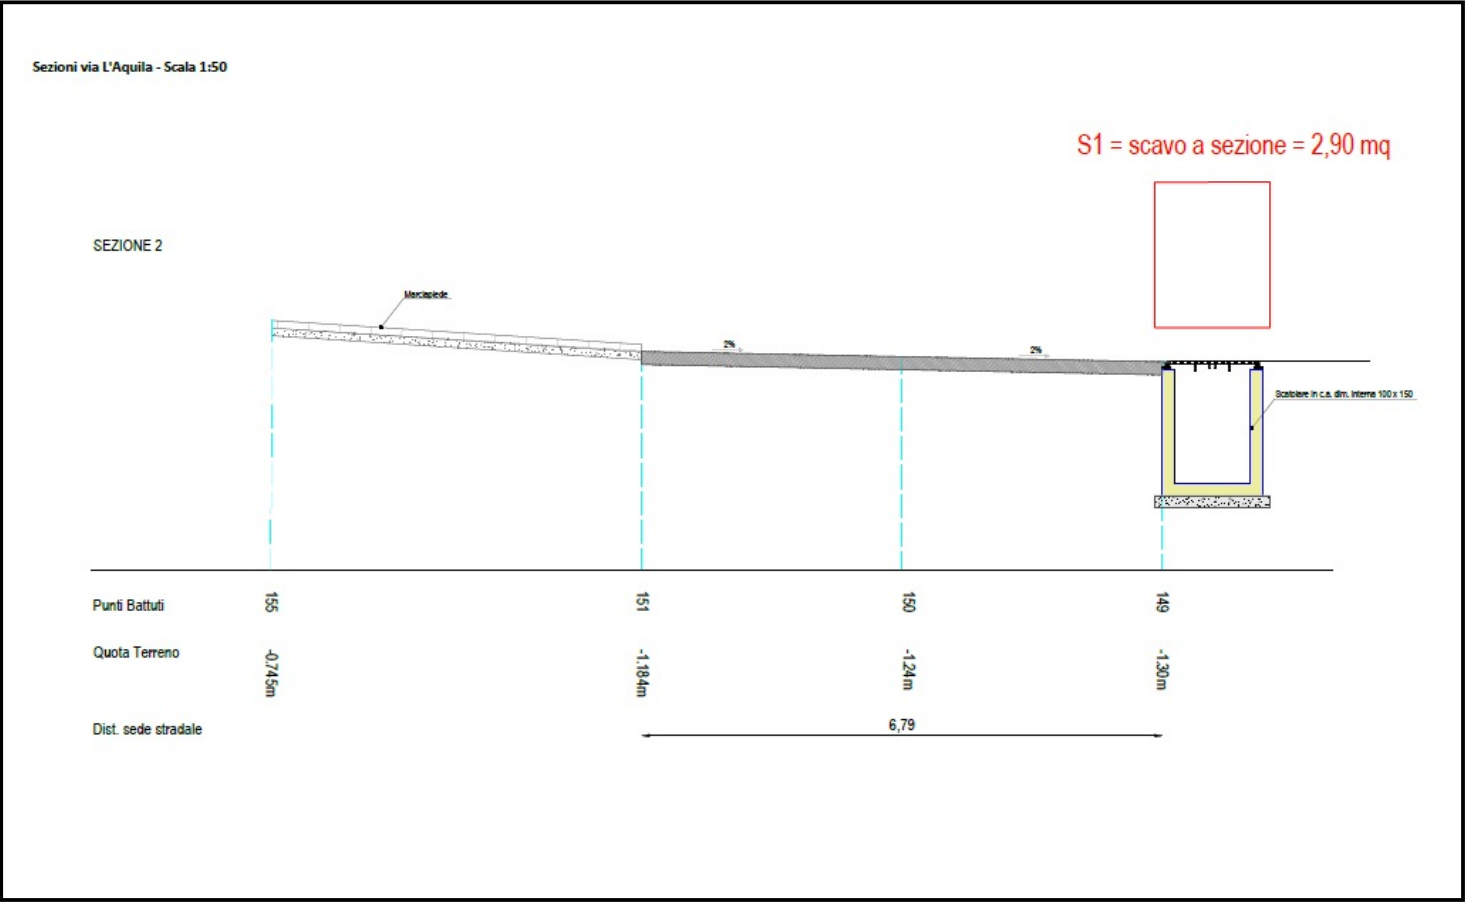 Sezioni via L'Aquila - Scala 1:50
S1 = scavo a sezione = 2,90 mq
SEZIONE 2
Marciapiede
2%
2%
Scatolare in c.a. dim. interna 100 x 150
Punti Battuti 155 151 150 149
Quota Terreno -0.745m -1.184m -1.24m -1.30m
Dist. sede stradale 6,79